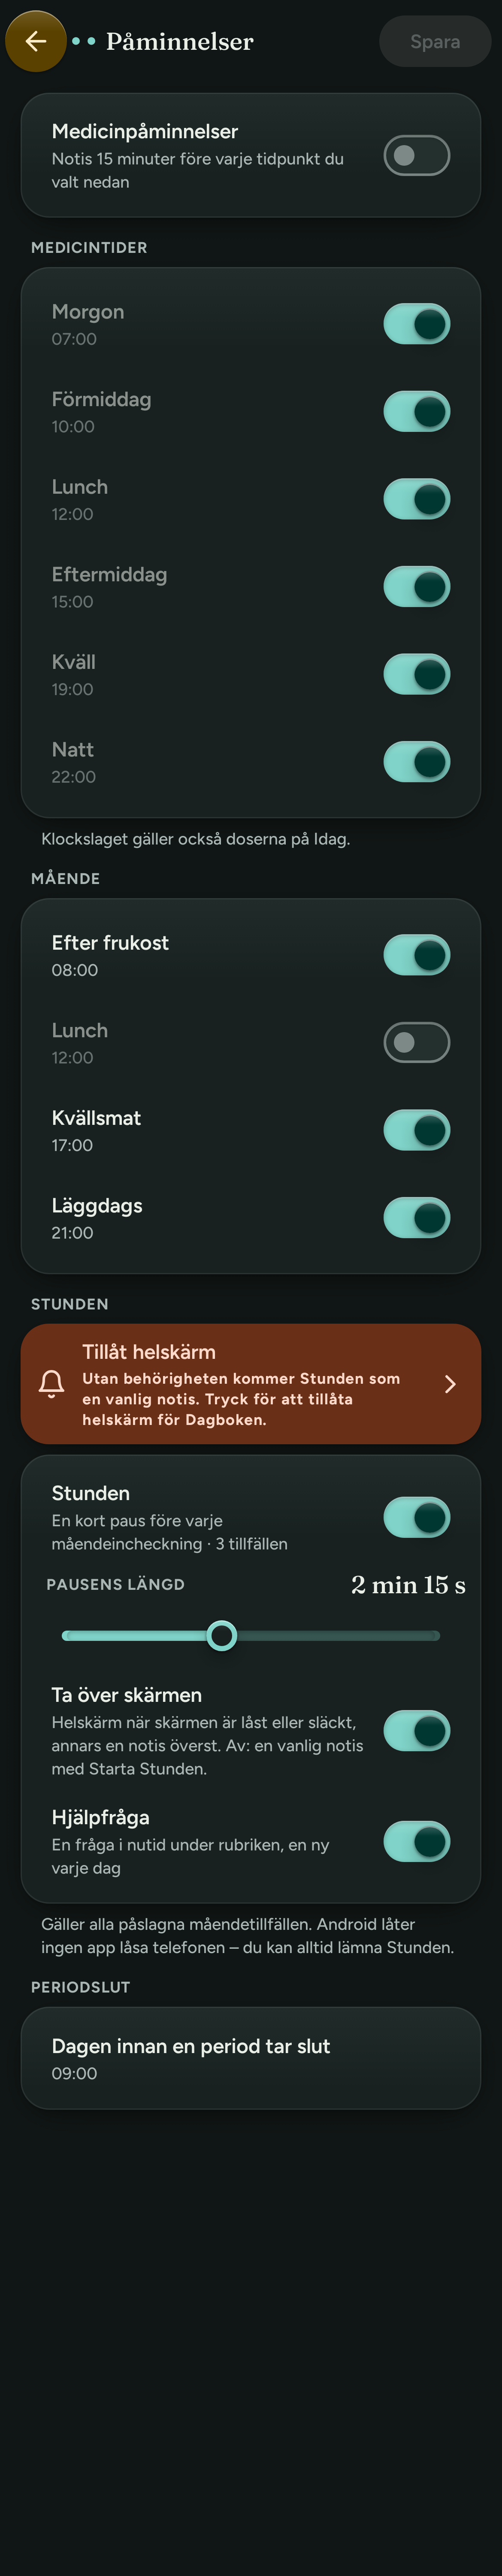 Påminnelser
Spara
Medicinpåminnelser
Notis 15 minuter före varje tidpunkt du
valt nedan
MEDICINTIDER
Morgon
07:00
Förmiddag
10:00
Lunch
12:00
Eftermiddag
15:00
Kväll
19:00
Natt
22:00
Klockslaget gäller också doserna på Idag.
MÅENDE
Efter frukost
08:00
Lunch
12:00
Kvällsmat
17:00
Läggdags
21:00
STUNDEN
Tillåt helskärm
Utan behörigheten kommer Stunden som
en vanlig notis. Tryck för att tillåta
helskärm för Dagboken.
Stunden
En kort paus före varje
måendeincheckning · 3 tillfällen
PAUSENS LÄNGD
2 min 15 s
Ta över skärmen
Helskärm när skärmen är låst eller släckt,
annars en notis överst. Av: en vanlig notis
med Starta Stunden.
Hjälpfråga
En fråga i nutid under rubriken, en ny
varje dag
Gäller alla påslagna måendetillfällen. Android låter
ingen app låsa telefonen – du kan alltid lämna Stunden.
PERIODSLUT
Dagen innan en period tar slut
09:00